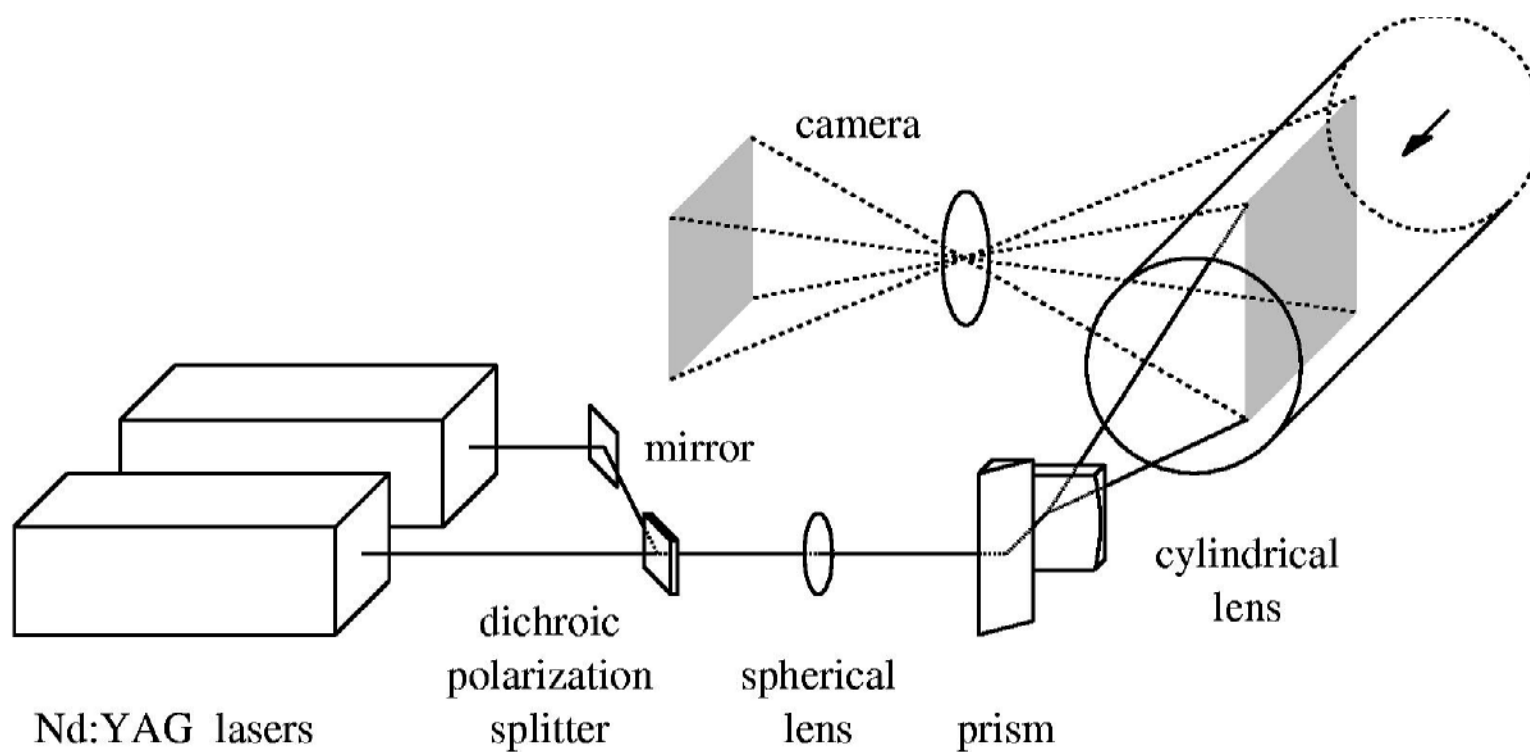 camera
mirror
cylindrical
lens
dichroic
polarization
splitter
spherical
lens
prism
Nd:YAG lasers